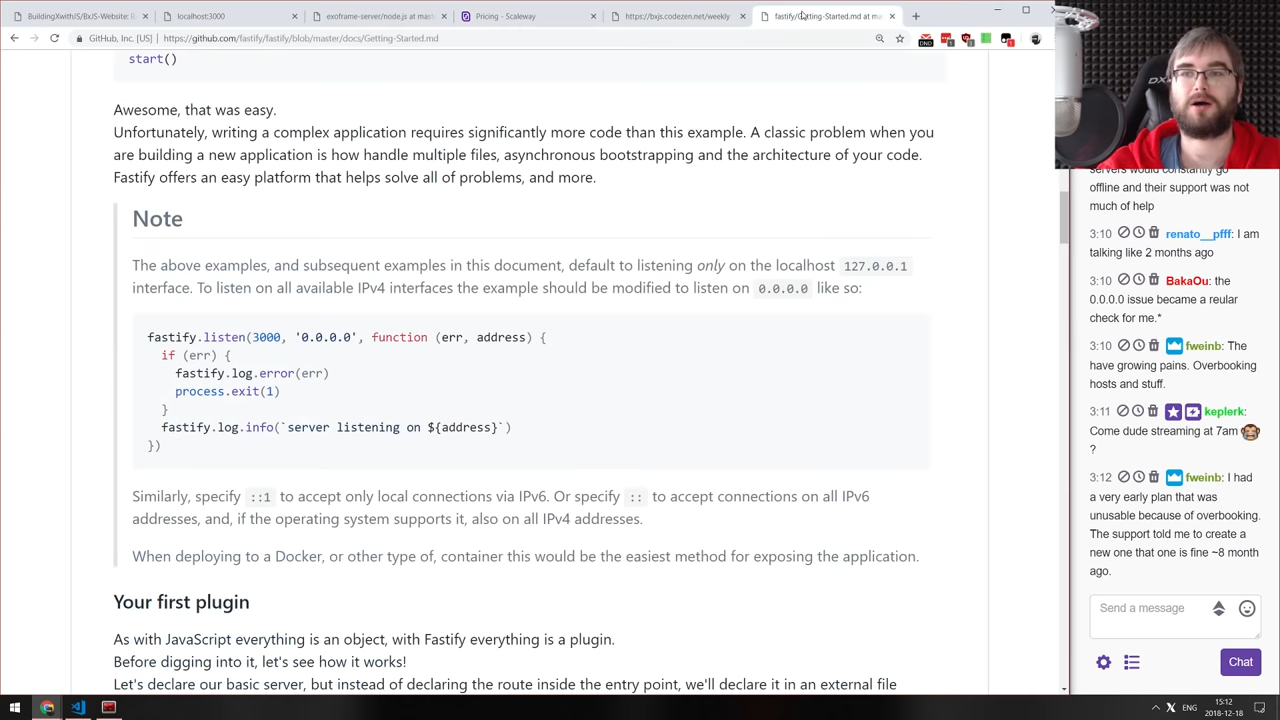 BuildingXwithJS/BxJS-Website: R
localhost:3000
exoframe-server/node.js at mast
Pricing - Scaleway
https://bxjs.codezen.net/weekly
fastify/Getting-Started.md at ma
GitHub, Inc. [US] | https://github.com/fastify/fastify/blob/master/docs/Getting-Started.md
start()
Awesome, that was easy.
Unfortunately, writing a complex application requires significantly more code than this example. A classic problem when you
are building a new application is how handle multiple files, asynchronous bootstrapping and the architecture of your code.
Fastify offers an easy platform that helps solve all of problems, and more.
Note
The above examples, and subsequent examples in this document, default to listening only on the localhost 127.0.0.1
interface. To listen on all available IPv4 interfaces the example should be modified to listen on 0.0.0.0 like so:
fastify.listen(3000, '0.0.0.0', function (err, address) {
if (err) {
fastify.log.error(err)
process.exit(1)
}
fastify.log.info(`server listening on ${address}`)
})
Similarly, specify ::1 to accept only local connections via IPv6. Or specify :: to accept connections on all IPv6
addresses, and, if the operating system supports it, also on all IPv4 addresses.
When deploying to a Docker, or other type of, container this would be the easiest method for exposing the application.
Your first plugin
As with JavaScript everything is an object, with Fastify everything is a plugin.
Before digging into it, let's see how it works!
Let's declare our basic server, but instead of declaring the route inside the entry point, we'll declare it in an external file
servers would constantly go
offline and their support was not
much of help
3:10 renato__pfff: I am
talking like 2 months ago
3:10 BakaOu: the
0.0.0.0 issue became a reular
check for me.*
3:10 fweinb: The
have growing pains. Overbooking
hosts and stuff.
3:11 keplerk:
Come dude streaming at 7am
?
3:12 fweinb: I had
a very early plan that was
unusable because of overbooking.
The support told me to create a
new one that one is fine ~8 month
ago.
Send a message
Chat
ENG
15:12
2018-12-18